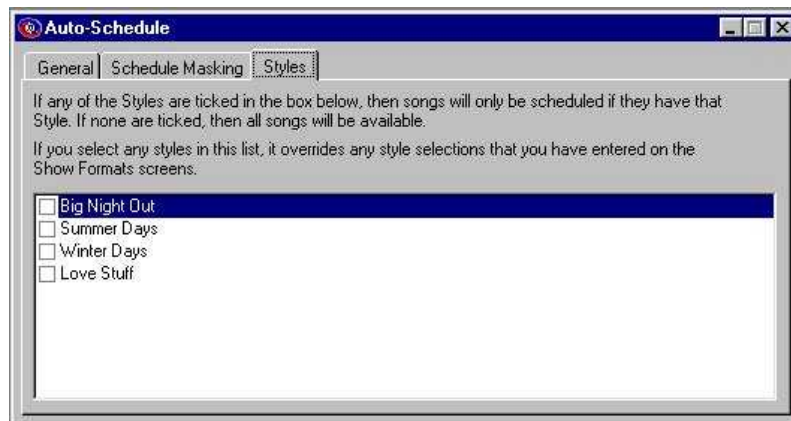 Auto-Schedule
General Schedule Masking Styles
If any of the Styles are ticked in the box below, then songs will only be scheduled if they have that
Style. If none are ticked, then all songs will be available.
If you select any styles in this list, it overrides any style selections that you have entered on the
Show Formats screens.
Big Night Out
Summer Days
Winter Days
Love Stuff